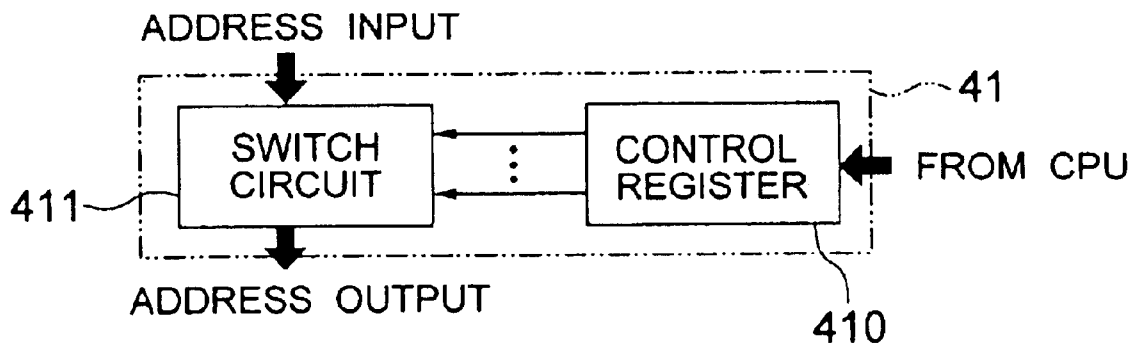 ADDRESS INPUT
41
SWITCH
CIRCUIT
CONTROL
REGISTER
FROM CPU
411
ADDRESS OUTPUT
410